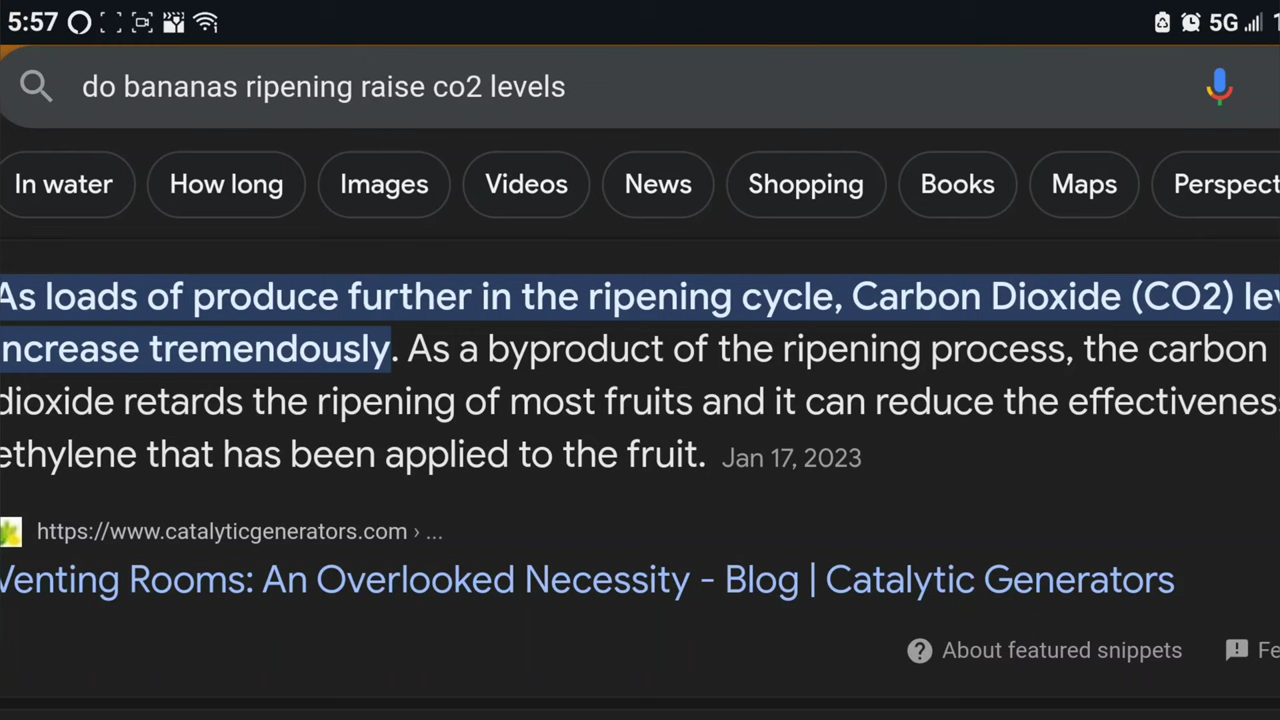 5:57 5G
do bananas ripening raise co2 levels
In water How long Images Videos News Shopping Books Maps Perspect
As loads of produce further in the ripening cycle, Carbon Dioxide (CO2) lev
ncrease tremendously. As a byproduct of the ripening process, the carbon
dioxide retards the ripening of most fruits and it can reduce the effectiveness
ethylene that has been applied to the fruit. Jan 17, 2023
https://www.catalyticgenerators.com › ...
Venting Rooms: An Overlooked Necessity - Blog | Catalytic Generators
About featured snippets Fe